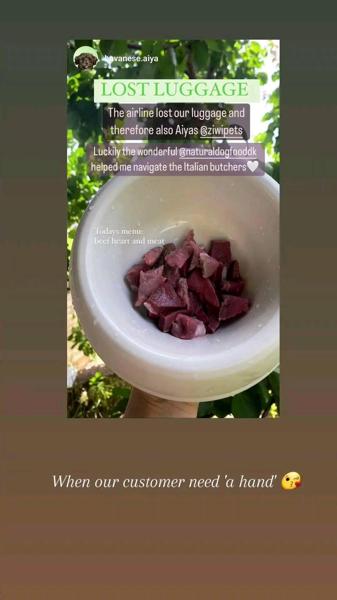 havanese.aiya
LOST LUGGAGE
The airline lost our luggage and
therefore also Aiyas @ziwipets
Luckily the wonderful @naturaldogfooddk
helped me navigate the Italian butchers🤍
Todays menu:
beef heart and meat
When our customer need 'a hand' 😘